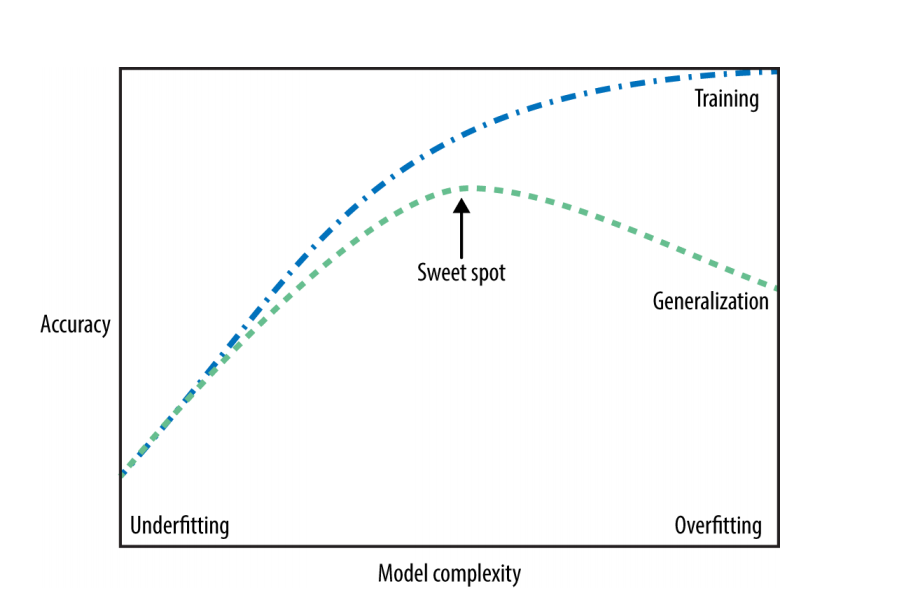 Training
Sweet spot
Generalization
Accuracy
Underfitting
Overfitting
Model complexity